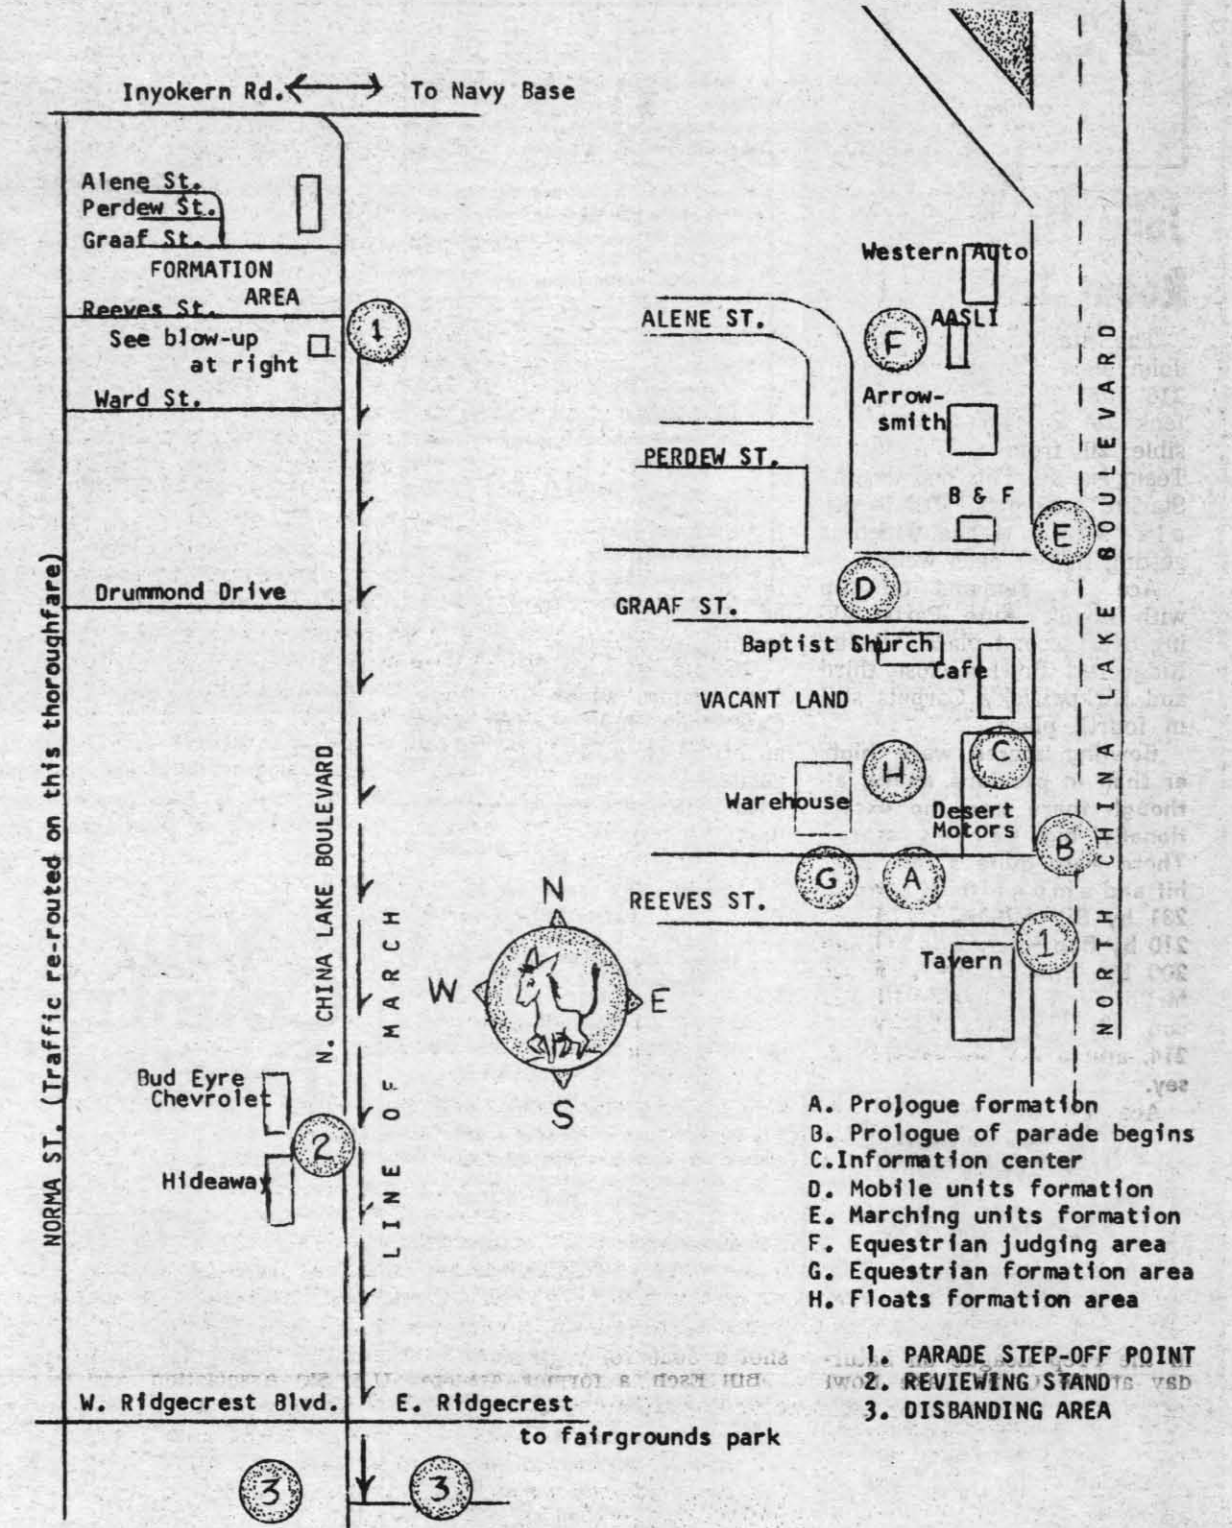 Inyokern Rd. To Navy Base
Alene St.
Perdew St.
Graaf St.
FORMATION
AREA
Reeves St.
See blow-up
at right
1
Ward St.
Drummond Drive
NORMA ST. (Traffic re-routed on this thoroughfare)
N. CHINA LAKE BOULEVARD
LINE OF MARCH
Bud Eyre
Chevrolet
2
Hideaway
W. Ridgecrest Blvd. E. Ridgecrest
to fairgrounds park
3 3
N
W E
S
Western Auto
ALENE ST.
F
AASLI
Arrow-
smith
PERDEW ST.
B & F
E
D
GRAAF ST.
Baptist Church
Cafe
VACANT LAND
C
H
Warehouse
Desert
Motors
B
G A
REEVES ST.
1
Tavern
NORTH CHINA LAKE BOULEVARD
A. Prologue formation
B. Prologue of parade begins
C.Information center
D. Mobile units formation
E. Marching units formation
F. Equestrian judging area
G. Equestrian formation area
H. Floats formation area
1. PARADE STEP-OFF POINT
2. REVIEWING STAND
3. DISBANDING AREA